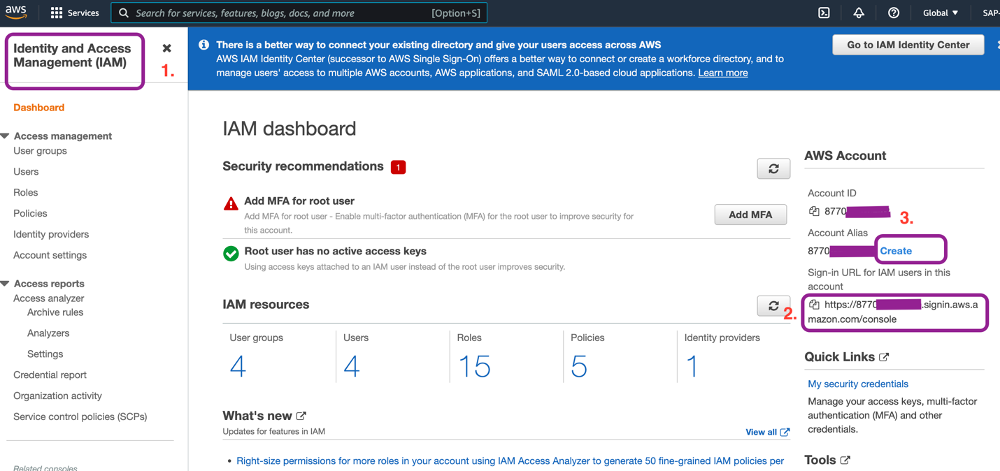 aws
Services
Search for services, features, blogs, docs, and more
[Option+S]
Global
SAP-
Identity and Access
Management (IAM)
1.
Dashboard
Access management
User groups
Users
Roles
Policies
Identity providers
Account settings
Access reports
Access analyzer
Archive rules
Analyzers
Settings
Credential report
Organization activity
Service control policies (SCPs)
Related consoles
There is a better way to connect your existing directory and give your users access across AWS
AWS IAM Identity Center (successor to AWS Single Sign-On) offers a better way to connect or create a workforce directory, and to
manage users' access to multiple AWS accounts, AWS applications, and SAML 2.0-based cloud applications. Learn more
Go to IAM Identity Center
IAM dashboard
Security recommendations 1
Add MFA for root user
Add MFA for root user - Enable multi-factor authentication (MFA) for the root user to improve security for
this account.
Add MFA
Root user has no active access keys
Using access keys attached to an IAM user instead of the root user improves security.
IAM resources
User groups
4
Users
4
Roles
15
Policies
5
Identity providers
1
What's new
Updates for features in IAM
View all
• Right-size permissions for more roles in your account using IAM Access Analyzer to generate 50 fine-grained IAM policies per
AWS Account
Account ID
8770
3.
Account Alias
8770 Create
Sign-in URL for IAM users in this
account
2.
https://8770 .signin.aws.a
mazon.com/console
Quick Links
My security credentials
Manage your access keys, multi-factor
authentication (MFA) and other
credentials.
Tools